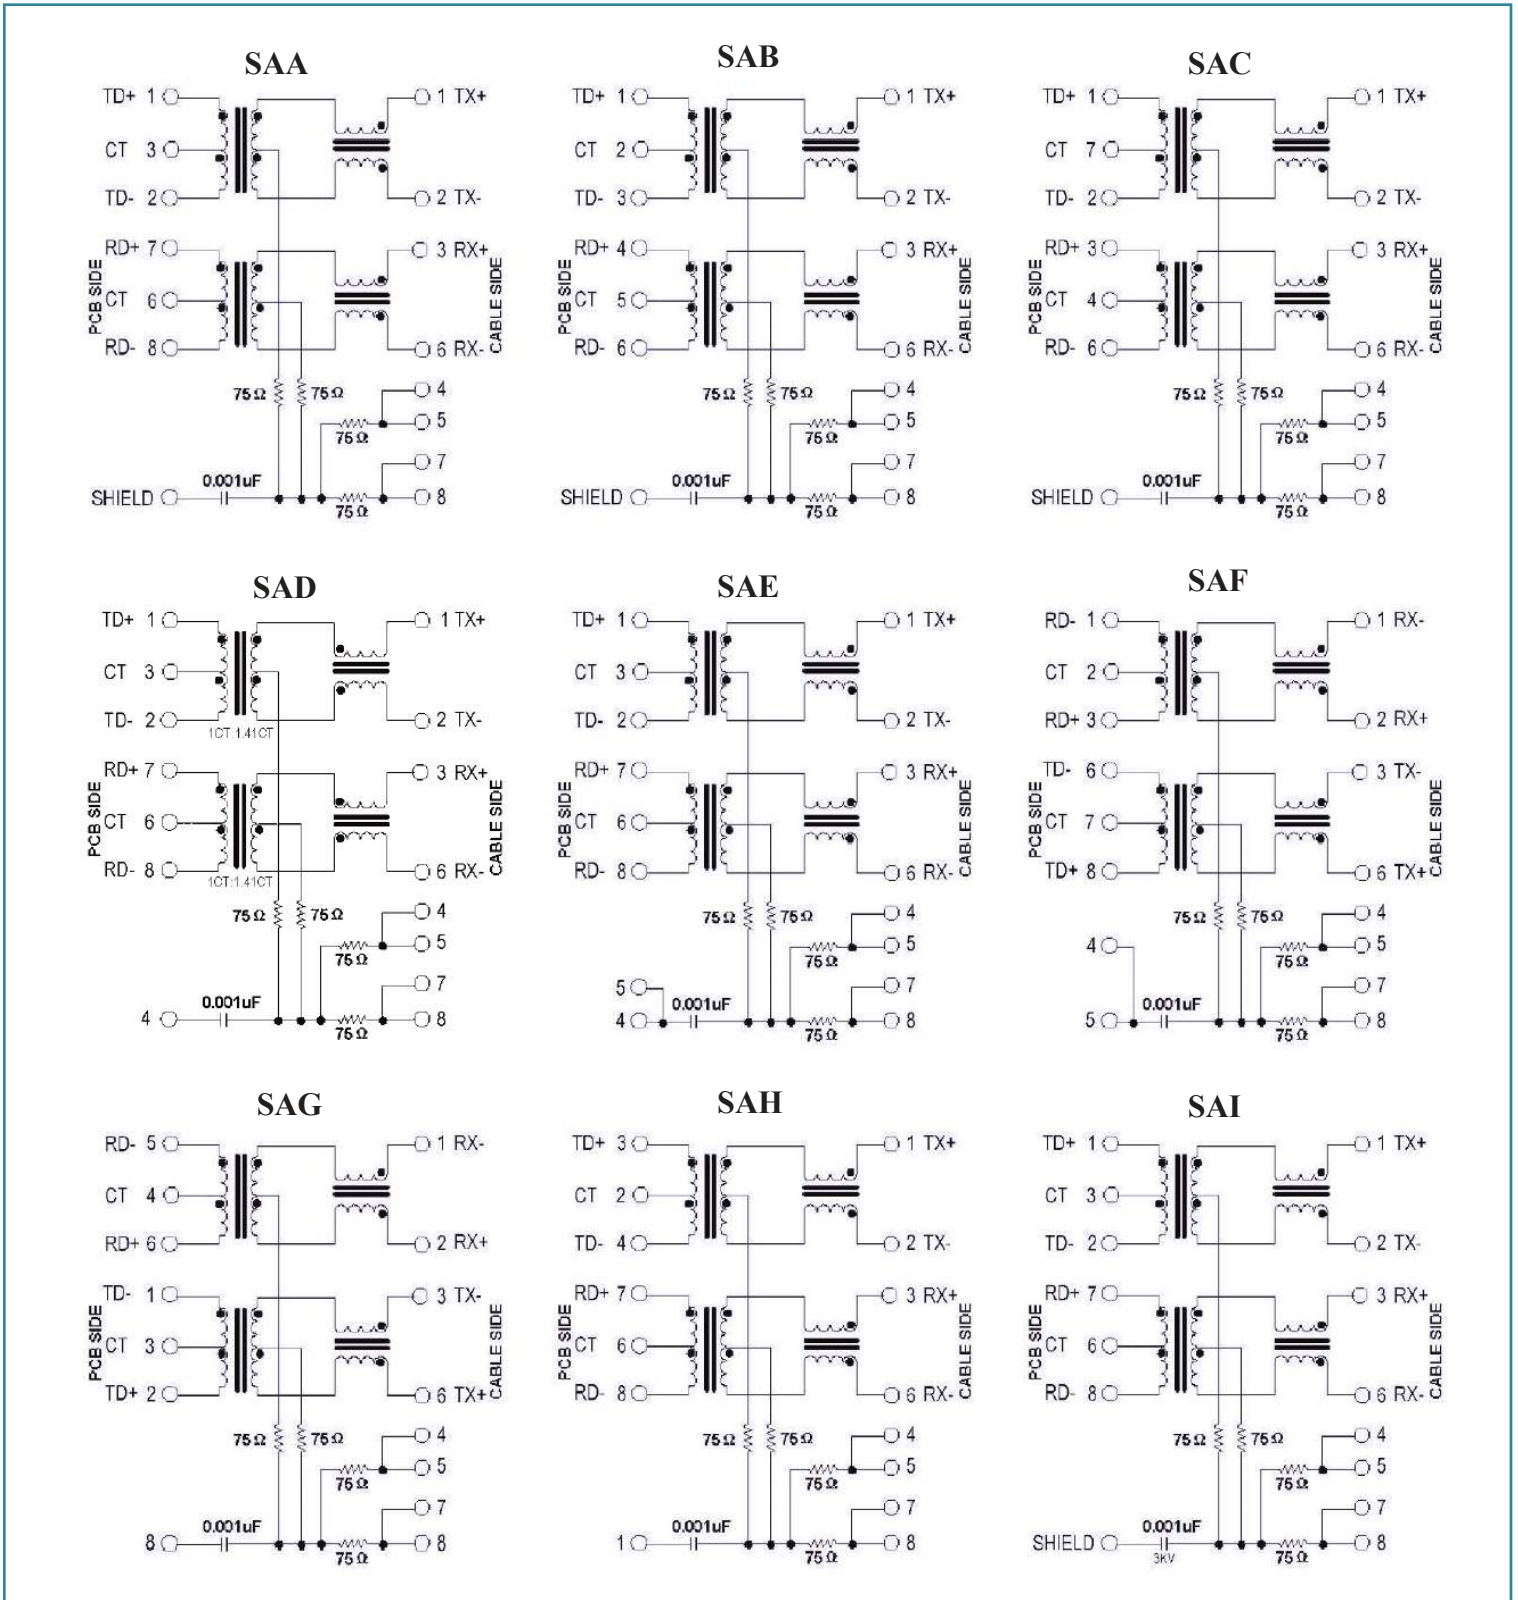 SAA
TD+ 1 1 TX+
CT 3
TD- 2 2 TX-
RD+ 7 3 RX+
PCB SIDE
CT 6
CABLE SIDE
RD- 8 6 RX-
75Ω 75Ω
4
5
75Ω
7
0.001uF
SHIELD 8
75Ω
SAB
TD+ 1 1 TX+
CT 2
TD- 3 2 TX-
RD+ 4 3 RX+
PCB SIDE
CT 5
CABLE SIDE
RD- 6 6 RX-
75Ω 75Ω
4
5
75Ω
7
0.001uF
SHIELD 8
75Ω
SAC
TD+ 1 1 TX+
CT 7
TD- 2 2 TX-
RD+ 3 3 RX+
PCB SIDE
CT 4
CABLE SIDE
RD- 6 6 RX-
75Ω 75Ω
4
5
75Ω
7
0.001uF
SHIELD 8
75Ω
SAD
TD+ 1 1 TX+
CT 3
TD- 2 2 TX-
1CT:1.41CT
RD+ 7 3 RX+
PCB SIDE
CT 6
CABLE SIDE
RD- 8 6 RX-
1CT:1.41CT
75Ω 75Ω
4
5
75Ω
7
0.001uF
4 8
75Ω
SAE
TD+ 1 1 TX+
CT 3
TD- 2 2 TX-
RD+ 7 3 RX+
PCB SIDE
CT 6
CABLE SIDE
RD- 8 6 RX-
75Ω 75Ω
4
5
75Ω
5 7
0.001uF
4 8
75Ω
SAF
RD- 1 1 RX-
CT 2
RD+ 3 2 RX+
TD- 6 3 TX-
PCB SIDE
CT 7
CABLE SIDE
TD+ 8 6 TX+
75Ω 75Ω
4
4 5
75Ω
7
0.001uF
5 8
75Ω
SAG
RD- 5 1 RX-
CT 4
RD+ 6 2 RX+
TD- 1 3 TX-
PCB SIDE
CT 3
CABLE SIDE
TD+ 2 6 TX+
75Ω 75Ω
4
5
75Ω
7
0.001uF
8 8
75Ω
SAH
TD+ 3 1 TX+
CT 2
TD- 4 2 TX-
RD+ 7 3 RX+
PCB SIDE
CT 6
CABLE SIDE
RD- 8 6 RX-
75Ω 75Ω
4
5
75Ω
7
0.001uF
1 8
75Ω
SAI
TD+ 1 1 TX+
CT 3
TD- 2 2 TX-
RD+ 7 3 RX+
PCB SIDE
CT 6
CABLE SIDE
RD- 8 6 RX-
75Ω 75Ω
4
5
75Ω
7
0.001uF
SHIELD 8
3KV
75Ω